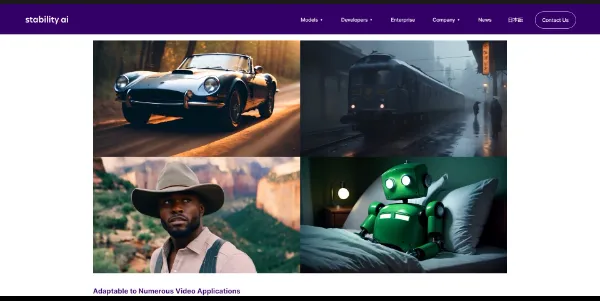 stability ai
Models
Developers
Enterprise
Company
News
日本語
Contact Us
Adaptable to Numerous Video Applications